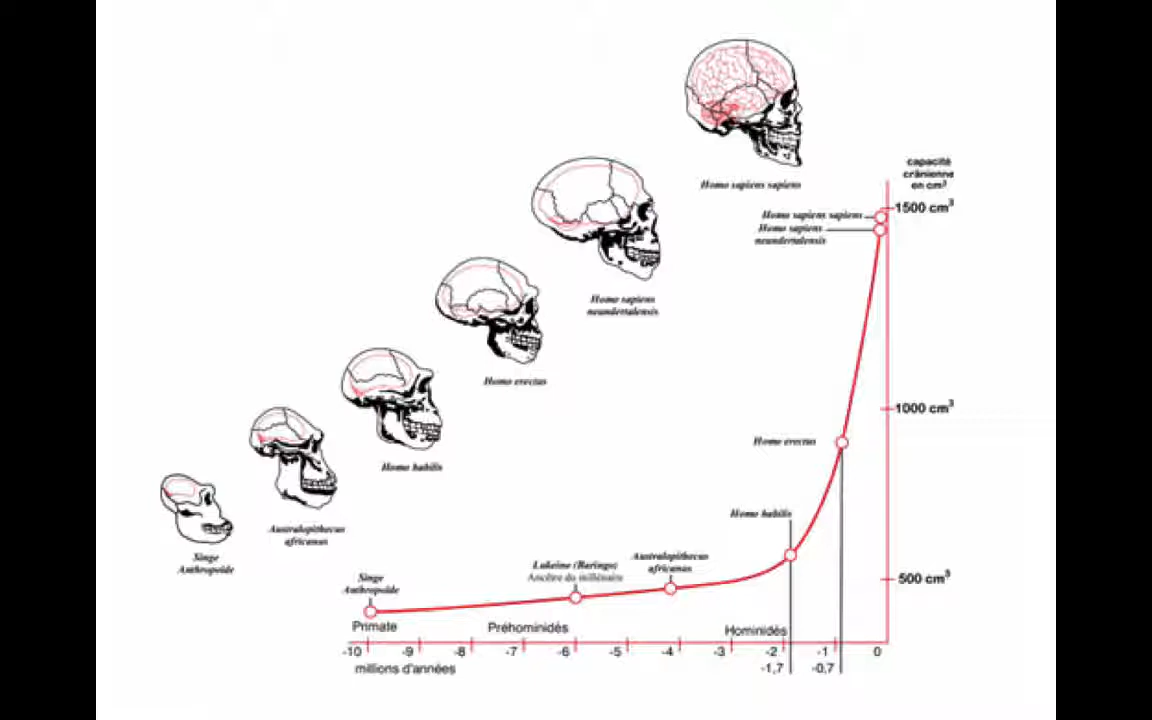 Homo sapiens sapiens
capacité
crânienne
en cm³
1500 cm³
Homo sapiens sapiens
Homo sapiens
neandertalensis
Homo sapiens
neandertalensis
Homo erectus
1000 cm³
Homo erectus
Homo habilis
Homo habilis
Australopithecus
africanus
Singe
Anthropoïde
Singe
Anthropoïde
Lukeino (Baringo)
Ancêtre du millénaire
Australopithecus
africanus
500 cm³
Primate
Préhominidés
Hominidés
-10 -9 -8 -7 -6 -5 -4 -3 -2 -1 0
millions d'années
-1,7 -0,7